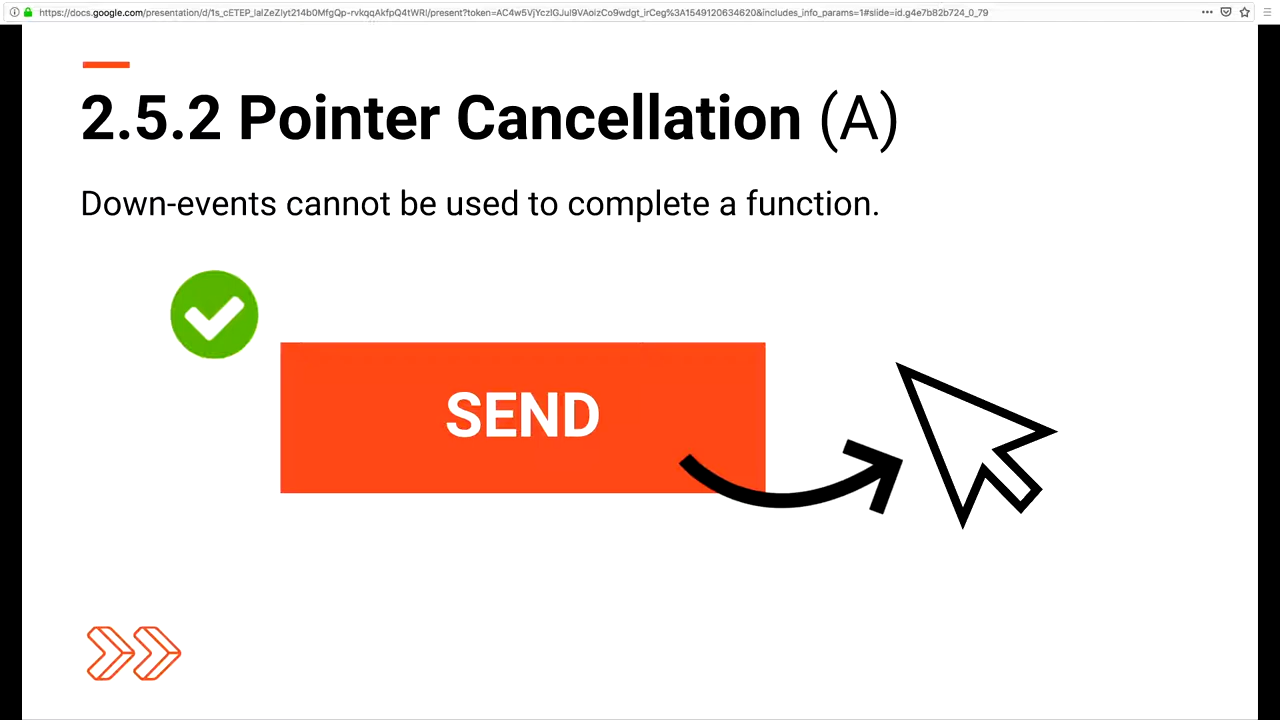 2.5.2 Pointer Cancellation (A)
Down-events cannot be used to complete a function.
SEND